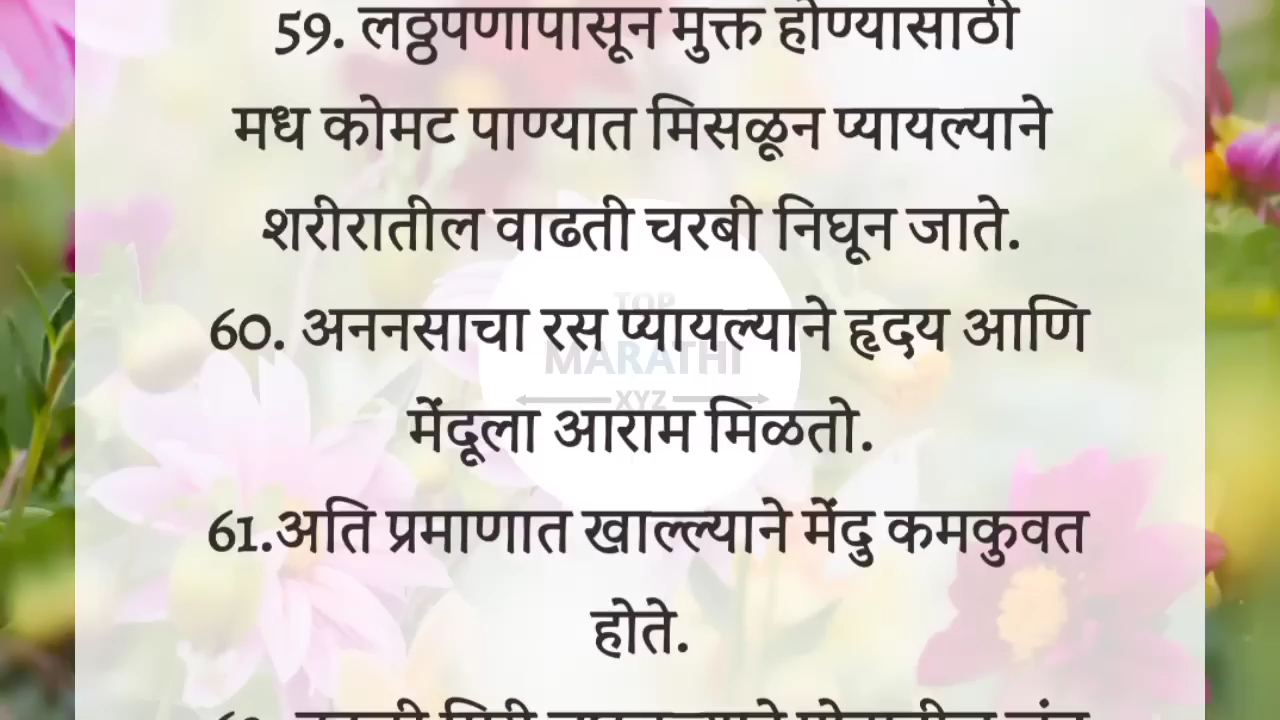 59. लठ्ठपणापासून मुक्त होण्यासाठी
मध कोमट पाण्यात मिसळून प्यायल्याने
शरीरातील वाढती चरबी निघून जाते.
TOP
60. अननसाचा रस प्यायल्याने हृदय आणि
MARATHI
XYZ
मेंदूला आराम मिळतो.
61.अति प्रमाणात खाल्ल्याने मेंदु कमकुवत
होते.